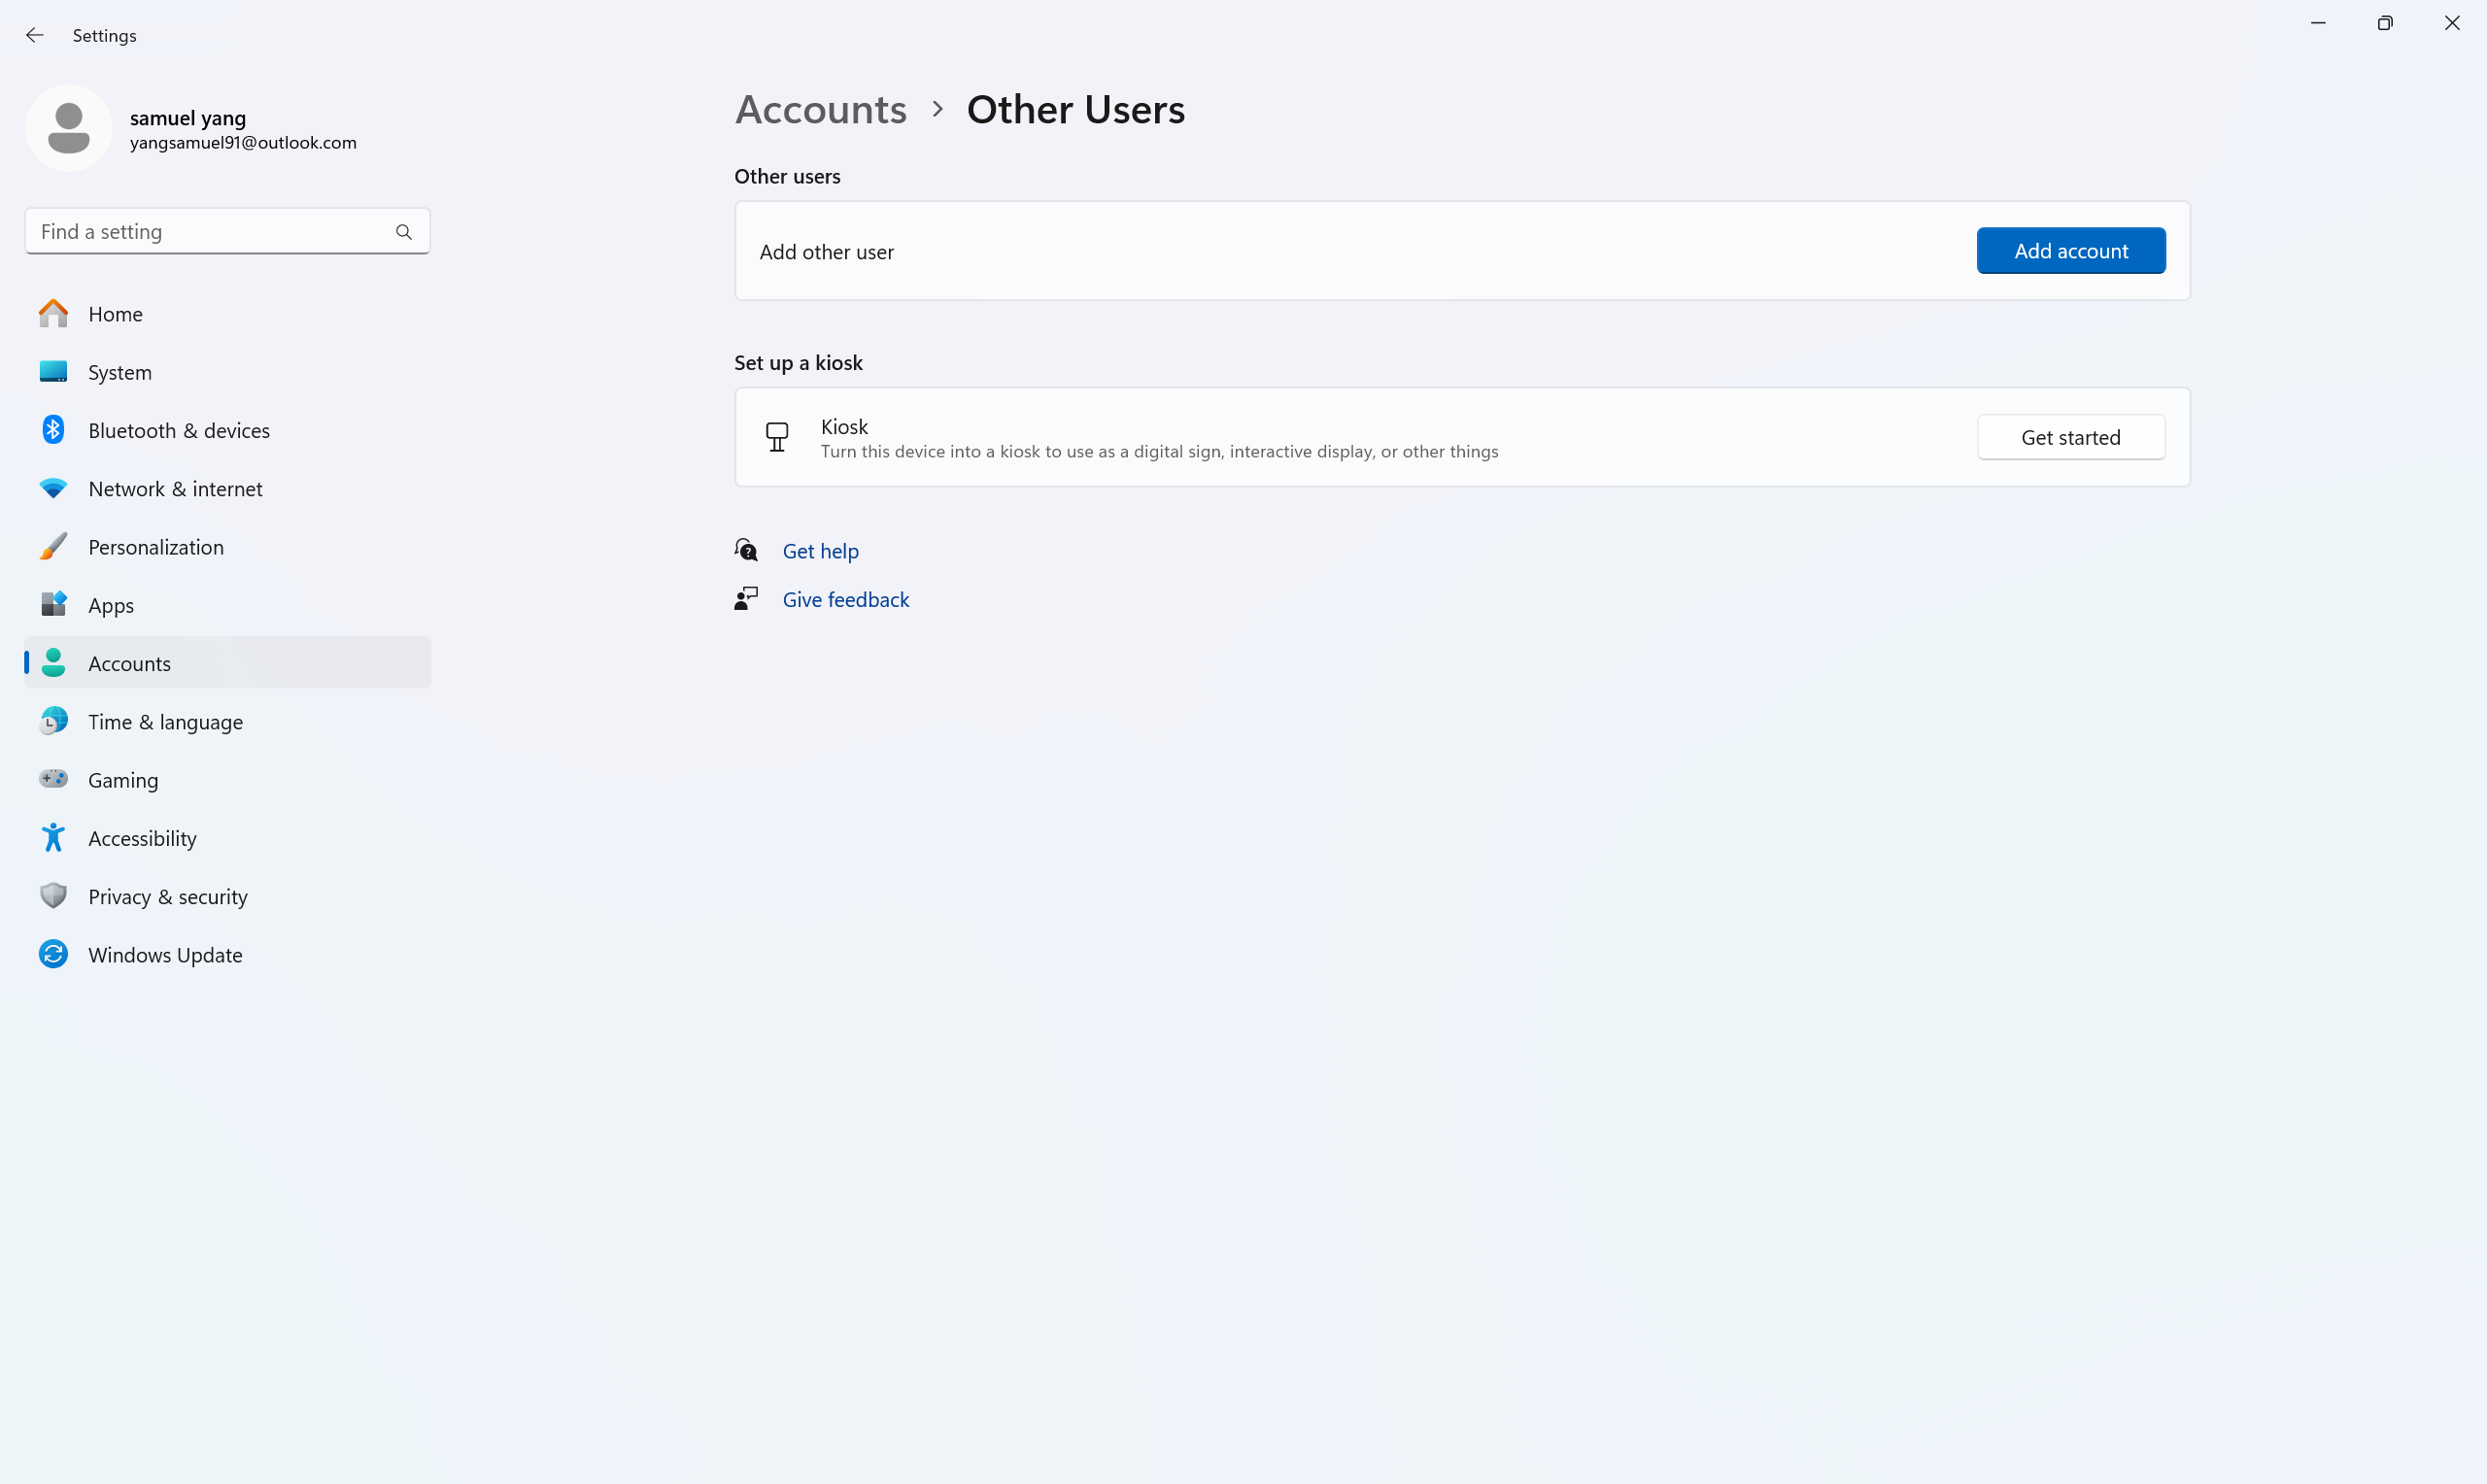 Settings
samuel yang
yangsamuel91@outlook.com
Find a setting
Home
System
Bluetooth & devices
Network & internet
Personalization
Apps
Accounts
Time & language
Gaming
Accessibility
Privacy & security
Windows Update
Accounts > Other Users
Other users
Add other user
Add account
Set up a kiosk
Kiosk
Turn this device into a kiosk to use as a digital sign, interactive display, or other things
Get started
Get help
Give feedback